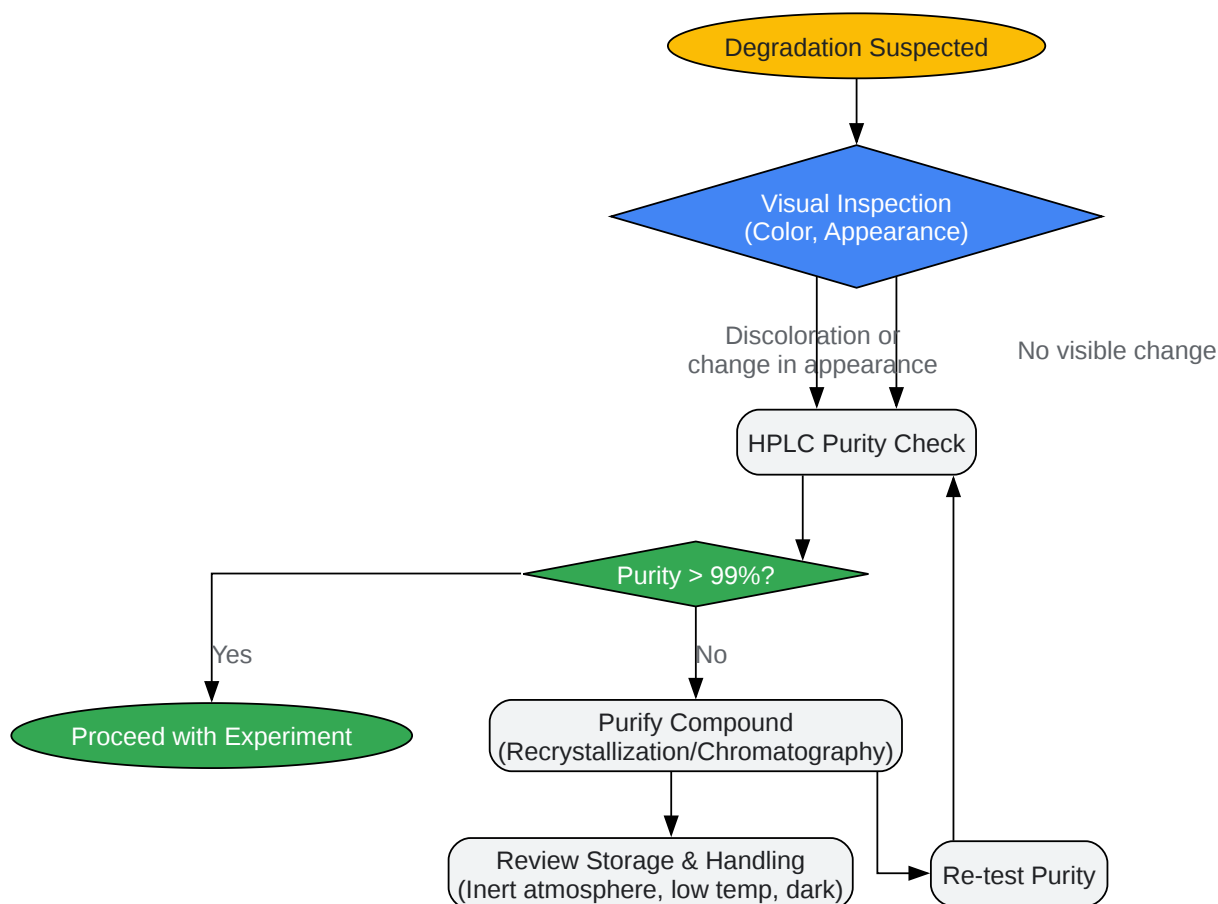 Degradation Suspected
Visual Inspection
(Color, Appearance)
Discoloration or
change in appearance
No visible change
HPLC Purity Check
Purity > 99%?
Yes
No
Proceed with Experiment
Purify Compound
(Recrystallization/Chromatography)
Review Storage & Handling
(Inert atmosphere, low temp, dark)
Re-test Purity